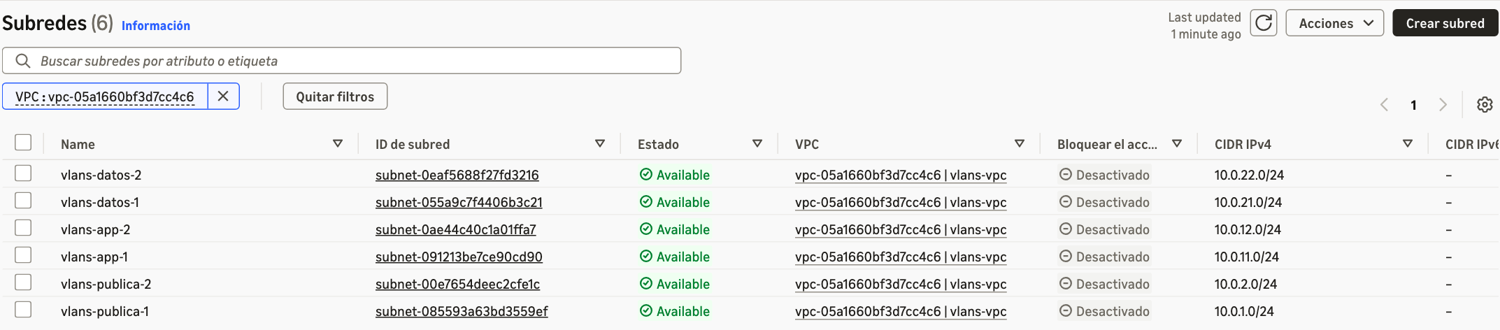 Subredes (6) Información
Last updated
1 minute ago
Acciones
Crear subred
Buscar subredes por atributo o etiqueta
VPC : vpc-05a1660bf3d7cc4c6
Quitar filtros
1
Name ID de subred Estado VPC Bloquear el acc... CIDR IPv4 CIDR IPv6
vlans-datos-2 subnet-0eaf5688f27fd3216 Available vpc-05a1660bf3d7cc4c6 | vlans-vpc Desactivado 10.0.22.0/24 –
vlans-datos-1 subnet-055a9c7f4406b3c21 Available vpc-05a1660bf3d7cc4c6 | vlans-vpc Desactivado 10.0.21.0/24 –
vlans-app-2 subnet-0ae44c40c1a01ffa7 Available vpc-05a1660bf3d7cc4c6 | vlans-vpc Desactivado 10.0.12.0/24 –
vlans-app-1 subnet-091213be7ce90cd90 Available vpc-05a1660bf3d7cc4c6 | vlans-vpc Desactivado 10.0.11.0/24 –
vlans-publica-2 subnet-00e7654deec2cfe1c Available vpc-05a1660bf3d7cc4c6 | vlans-vpc Desactivado 10.0.2.0/24 –
vlans-publica-1 subnet-085593a63bd3559ef Available vpc-05a1660bf3d7cc4c6 | vlans-vpc Desactivado 10.0.1.0/24 –